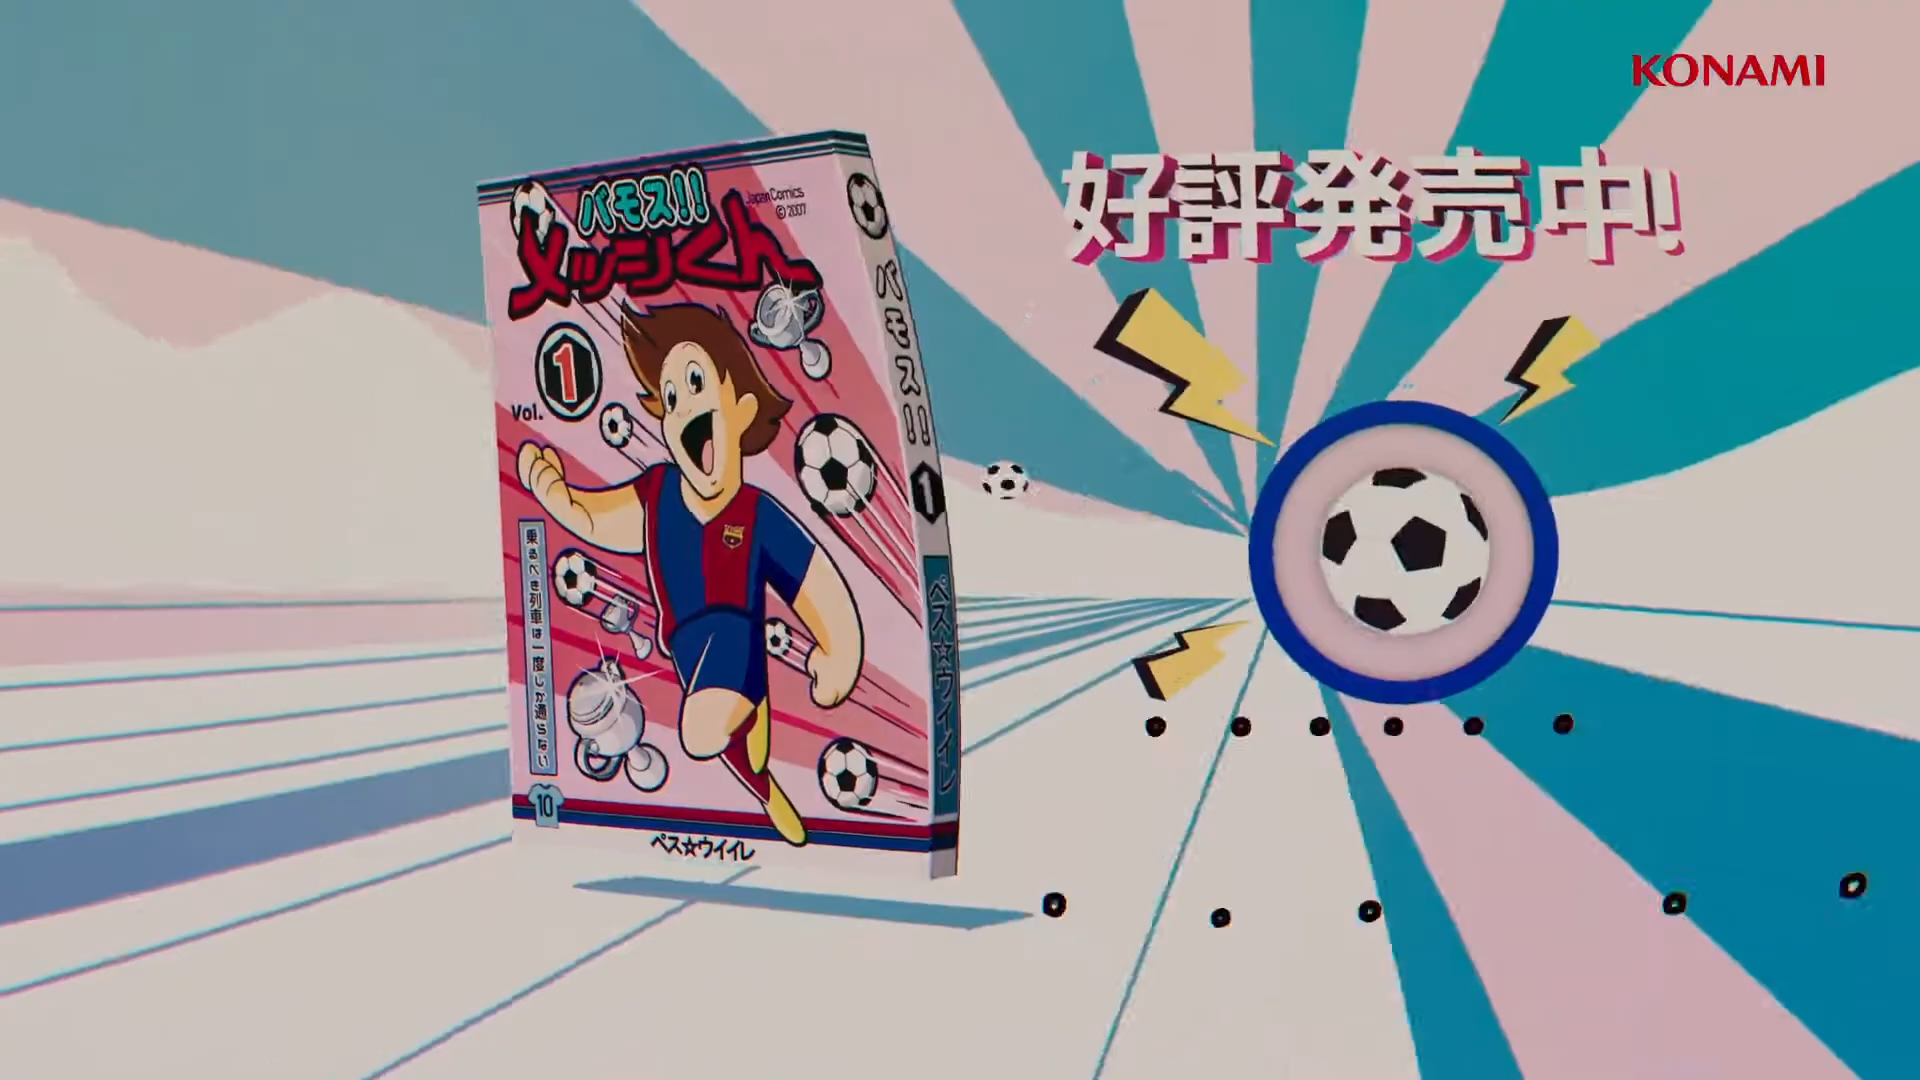 KONAMI
好評発売中!
バモス!!
メッシくん
Japan Comics
© 2007
Vol. 1
乗るべき列車は一度しか通らない
10
ペス☆ウイイレ
バモス!! 1 ペス☆ウイイレ